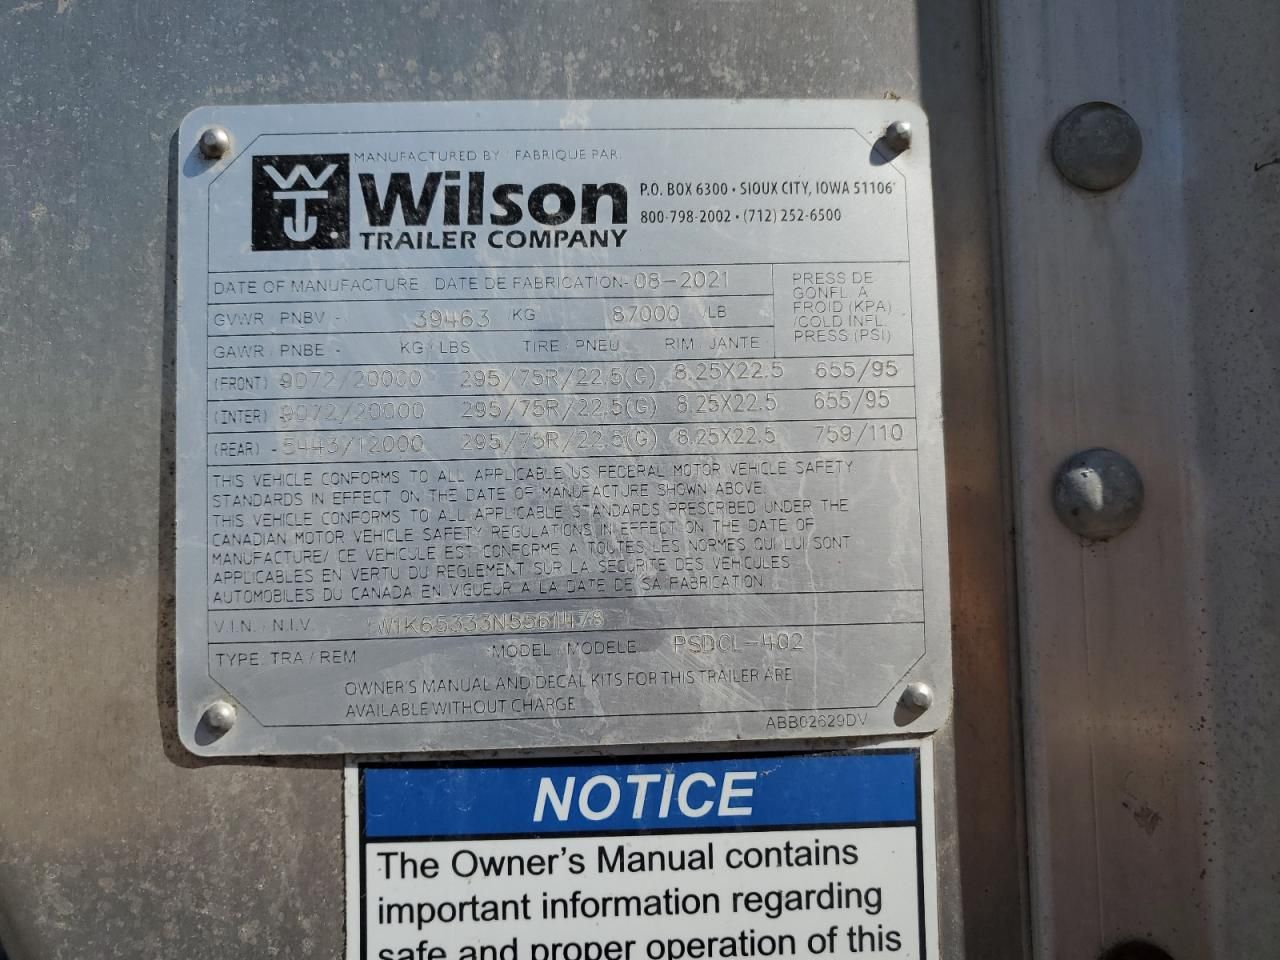 MANUFACTURED BY / FABRIQUE PAR:
Wilson
TRAILER COMPANY
P.O. BOX 6300 • SIOUX CITY, IOWA 51106
800-798-2002 • (712) 252-6500
DATE OF MANUFACTURE / DATE DE FABRICATION- 08-2021
GVWR / PNBV - 39463 /KG 87000 /LB
PRESS DE
GONFL. A
FROID (KPA)
/COLD INFL.
PRESS (PSI)
GAWR / PNBE - KG / LBS TIRE / PNEU RIM / JANTE
(FRONT) 9072/20000 295/75R/22.5(G) 8.25X22.5 655/95
(INTER) 9072/20000 295/75R/22.5(G) 8.25X22.5 655/95
(REAR) - 5443/12000 295/75R/22.5(G) 8.25X22.5 759/110
THIS VEHICLE CONFORMS TO ALL APPLICABLE US FEDERAL MOTOR VEHICLE SAFETY
STANDARDS IN EFFECT ON THE DATE OF MANUFACTURE SHOWN ABOVE.
THIS VEHICLE CONFORMS TO ALL APPLICABLE STANDARDS PRESCRIBED UNDER THE
CANADIAN MOTOR VEHICLE SAFETY REGULATIONS IN EFFECT ON THE DATE OF
MANUFACTURE/ CE VEHICULE EST CONFORME A TOUTES LES NORMES QUI LUI SONT
APPLICABLES EN VERTU DU REGLEMENT SUR LA SECURITE DES VEHICULES
AUTOMOBILES DU CANADA EN VIGUEUR A LA DATE DE SA FABRICATION
V.I.N. / N.I.V. W1K65333N5561478
TYPE: TRA / REM MODEL / MODELE PSDCL-402
OWNER'S MANUAL AND DECAL KITS FOR THIS TRAILER ARE
AVAILABLE WITHOUT CHARGE
ABB02629DV
NOTICE
The Owner's Manual contains
important information regarding
safe and proper operation of this